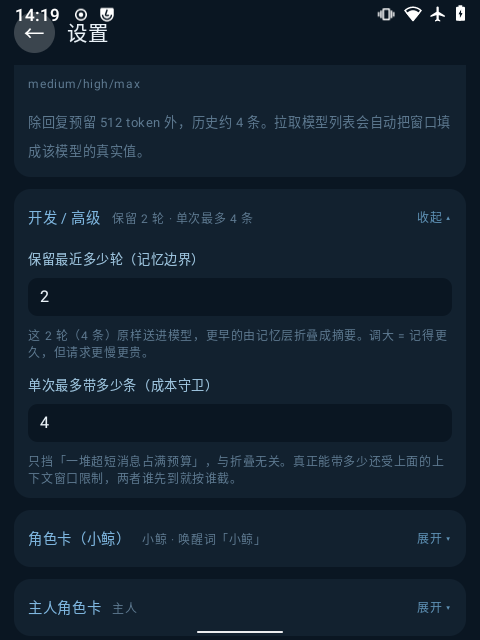 14:19
设置
medium/high/max
除回复预留 512 token 外，历史约 4 条。拉取模型列表会自动把窗口填
成该模型的真实值。
开发 / 高级 保留 2 轮 · 单次最多 4 条 收起 ▴
保留最近多少轮（记忆边界）
2
这 2 轮（4 条）原样送进模型，更早的由记忆层折叠成摘要。调大 = 记得更
久，但请求更慢更贵。
单次最多带多少条（成本守卫）
4
只挡「一堆超短消息占满预算」，与折叠无关。真正能带多少还受上面的上
下文窗口限制，两者谁先到就按谁截。
角色卡（小鲸） 小鲸 · 唤醒词「小鲸」 展开 ▾
主人角色卡 主人 展开 ▾